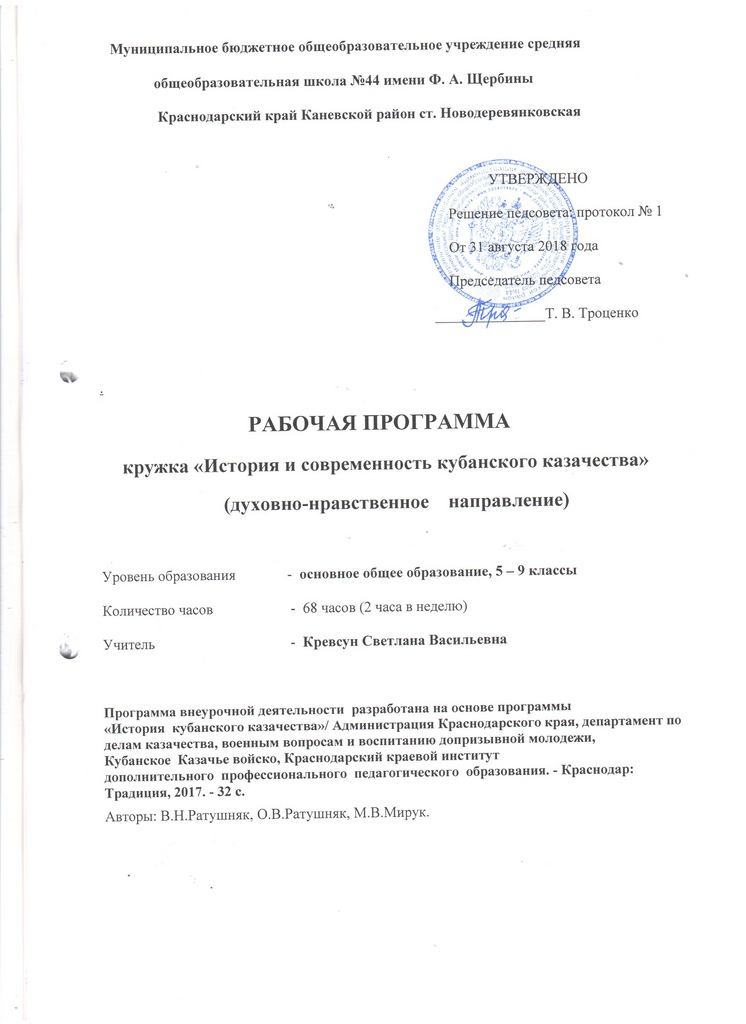 Муниципальное бюджетное общеобразовательное учреждение средняя
общеобразовательная школа №44 имени Ф. А. Щербины
Краснодарский край Каневской район ст. Новодеревянковская
УТВЕРЖДЕНО
Решение педсовета: протокол № 1
От 31 августа 2018 года
Председатель педсовета
Т. В. Троценко
РАБОЧАЯ ПРОГРАММА
кружка «История и современность кубанского казачества»
(духовно-нравственное направление)
Уровень образования - основное общее образование, 5 – 9 классы
Количество часов - 68 часов (2 часа в неделю)
Учитель - Кревсун Светлана Васильевна
Программа внеурочной деятельности разработана на основе программы
«История кубанского казачества»/ Администрация Краснодарского края, департамент по
делам казачества, военным вопросам и воспитанию допризывной молодежи,
Кубанское Казачье войско, Краснодарский краевой институт
дополнительного профессионального педагогического образования. - Краснодар:
Традиция, 2017. - 32 с.
Авторы: В.Н.Ратушняк, О.В.Ратушняк, М.В.Мирук.